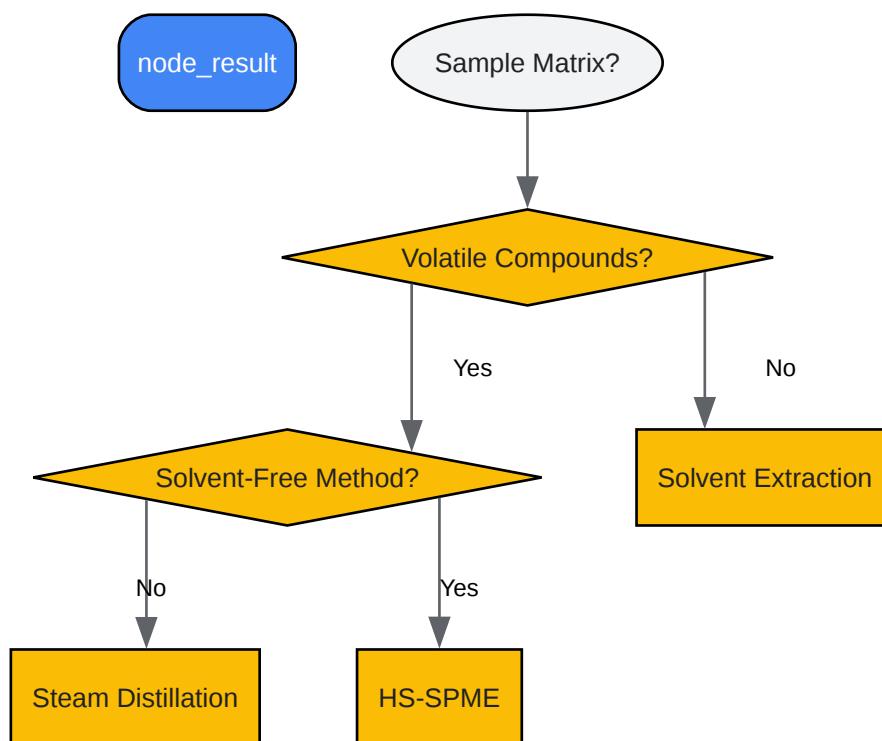 node_result
Sample Matrix?
Volatile Compounds?
Yes
No
Solvent-Free Method?
Solvent Extraction
No
Yes
Steam Distillation
HS-SPME